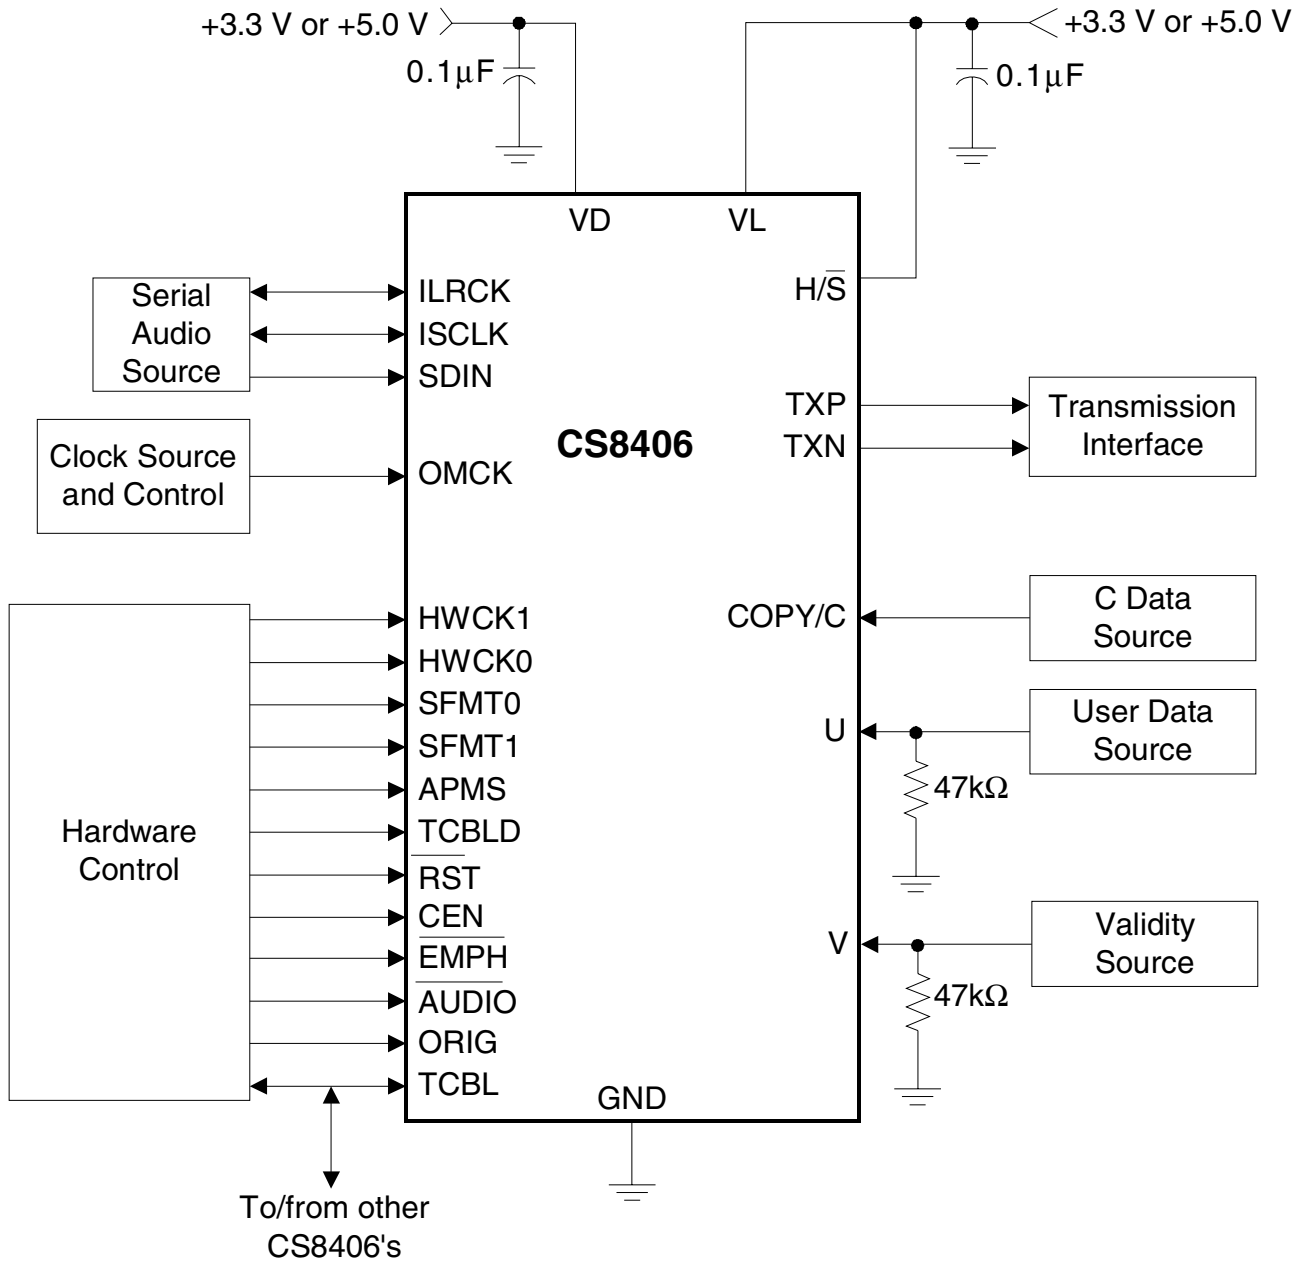 +3.3 V or +5.0 V
+3.3 V or +5.0 V
0.1µF
0.1µF
VD
VL
H/S̅
Serial
Audio
Source
ILRCK
ISCLK
SDIN
CS8406
TXP
TXN
Transmission
Interface
Clock Source
and Control
OMCK
Hardware
Control
HWCK1
HWCK0
SFMT0
SFMT1
APMS
TCBLD
R̅S̅T̅
CEN
E̅M̅P̅H̅
A̅U̅D̅I̅O̅
ORIG
TCBL
COPY/C
C Data
Source
U
User Data
Source
47kΩ
V
Validity
Source
47kΩ
GND
To/from other
CS8406's